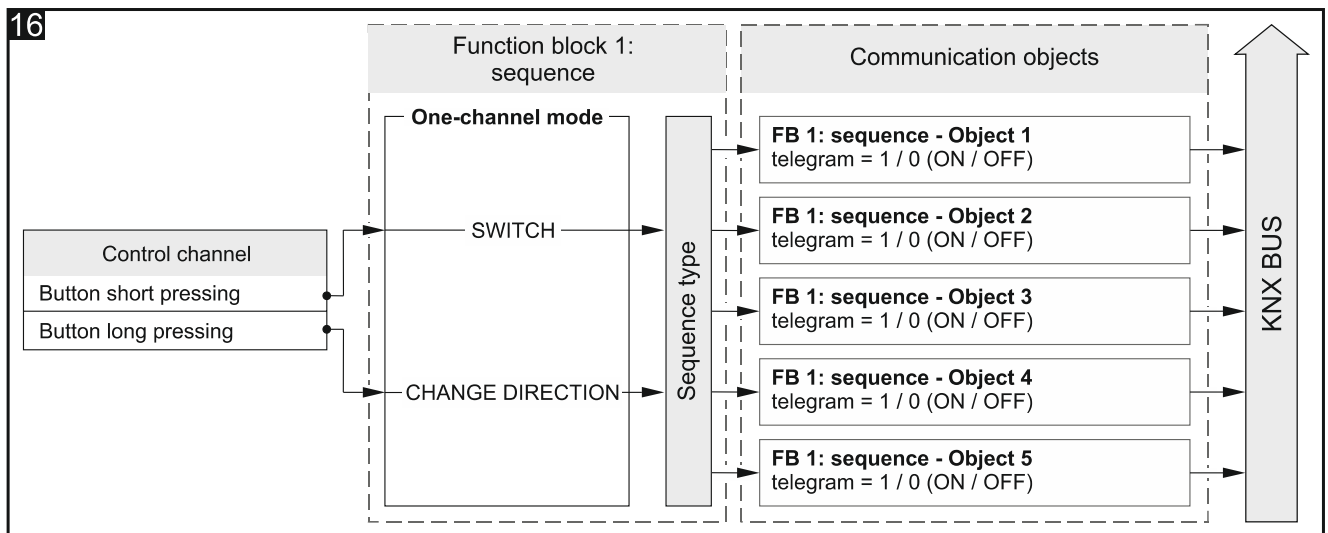 16
Function block 1:
sequence
Communication objects
One-channel mode
FB 1: sequence - Object 1
telegram = 1 / 0 (ON / OFF)
SWITCH
FB 1: sequence - Object 2
telegram = 1 / 0 (ON / OFF)
Control channel
Button short pressing
Button long pressing
Sequence type
FB 1: sequence - Object 3
telegram = 1 / 0 (ON / OFF)
KNX BUS
CHANGE DIRECTION
FB 1: sequence - Object 4
telegram = 1 / 0 (ON / OFF)
FB 1: sequence - Object 5
telegram = 1 / 0 (ON / OFF)